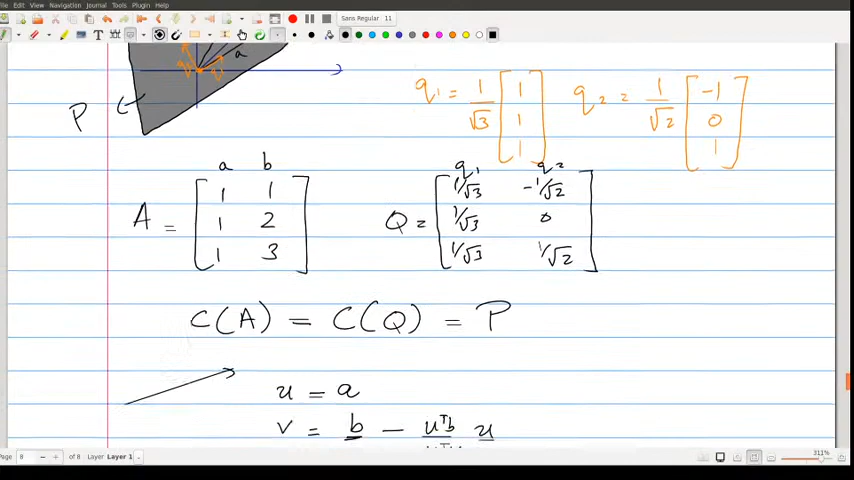 File Edit View Navigation Journal Tools Plugin Help
Sans Regular 11
a
P
q1 = 1/√3 [1 1 1] q2 = 1/√2 [-1 0 1]
a b q1 q2
A = [1 1 1 2 1 3] Q = [1/√3 -1/√2 1/√3 0 1/√3 1/√2]
C(A) = C(Q) = P
u = a
v = b - uᵀb u
Page 8 of 8 Layer Layer 1 311%